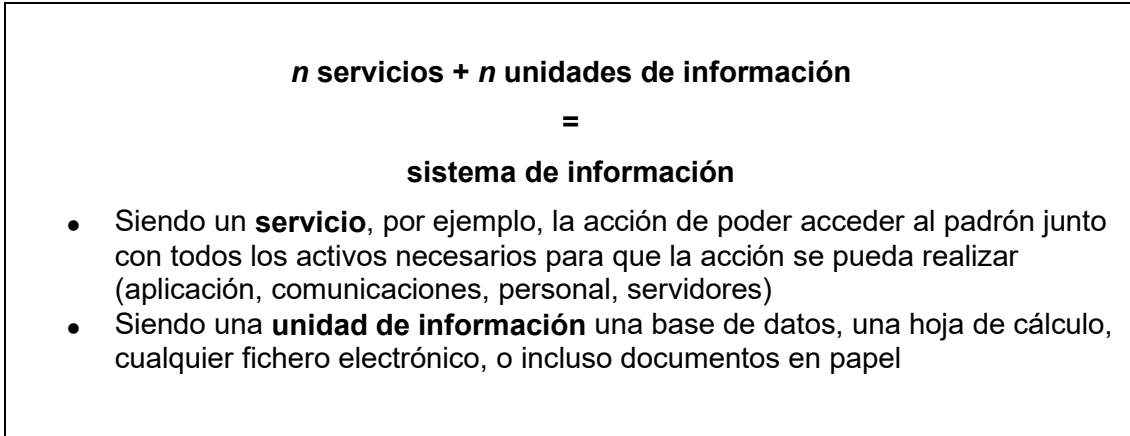 n servicios + n unidades de información
=
sistema de información
● Siendo un servicio, por ejemplo, la acción de poder acceder al padrón junto
con todos los activos necesarios para que la acción se pueda realizar
(aplicación, comunicaciones, personal, servidores)
● Siendo una unidad de información una base de datos, una hoja de cálculo,
cualquier fichero electrónico, o incluso documentos en papel